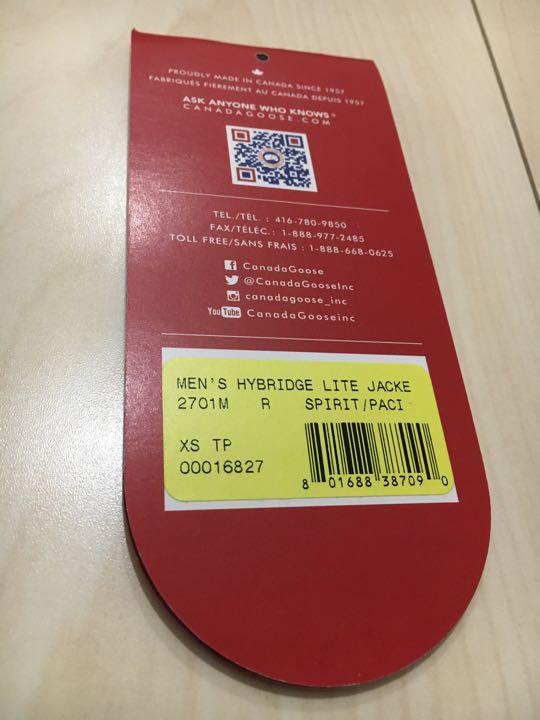 PROUDLY MADE IN CANADA SINCE 1957
FABRIQUÉS FIÈREMENT AU CANADA DEPUIS 1957
ASK ANYONE WHO KNOWS®
CANADAGOOSE.COM
TEL./TÉL. : 416-780-9850
FAX/TÉLÉC.: 1-888-977-2485
TOLL FREE/SANS FRAIS : 1-888-668-0625
CanadaGoose
@CanadaGooseInc
canadagoose_inc
YouTube CanadaGooseinc
MEN'S HYBRIDGE LITE JACKE
2701M R SPIRIT/PACI
XS TP
00016827
8 01688 38709 0